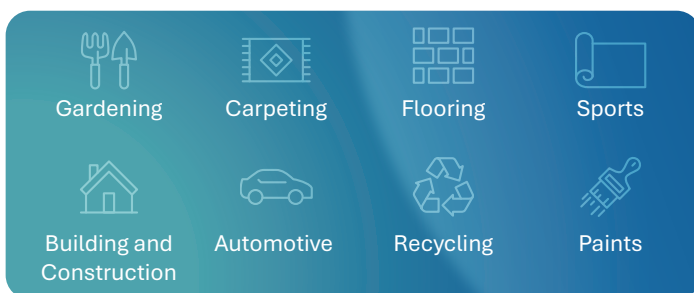 Gardening
Carpeting
Flooring
Sports
Building and
Construction
Automotive
Recycling
Paints